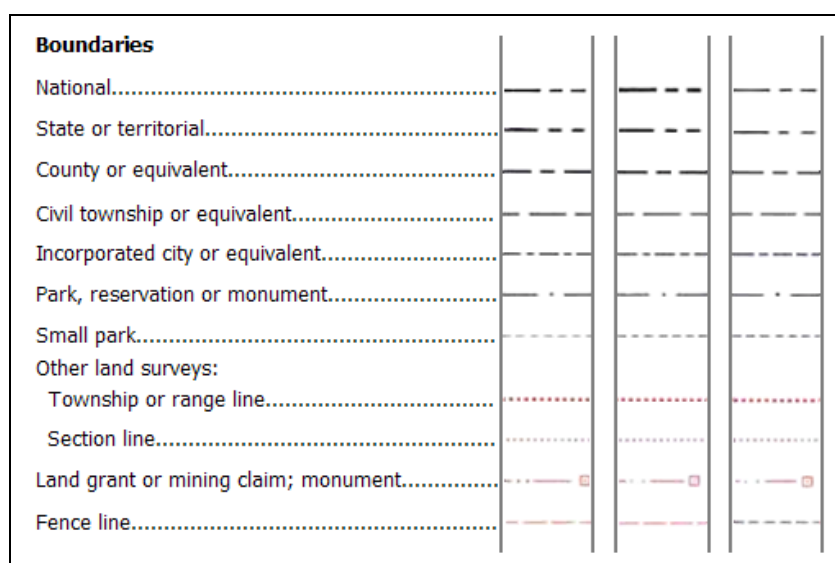 Boundaries
National
State or territorial
County or equivalent
Civil township or equivalent
Incorporated city or equivalent
Park, reservation or monument
Small park
Other land surveys:
Township or range line
Section line
Land grant or mining claim; monument
Fence line